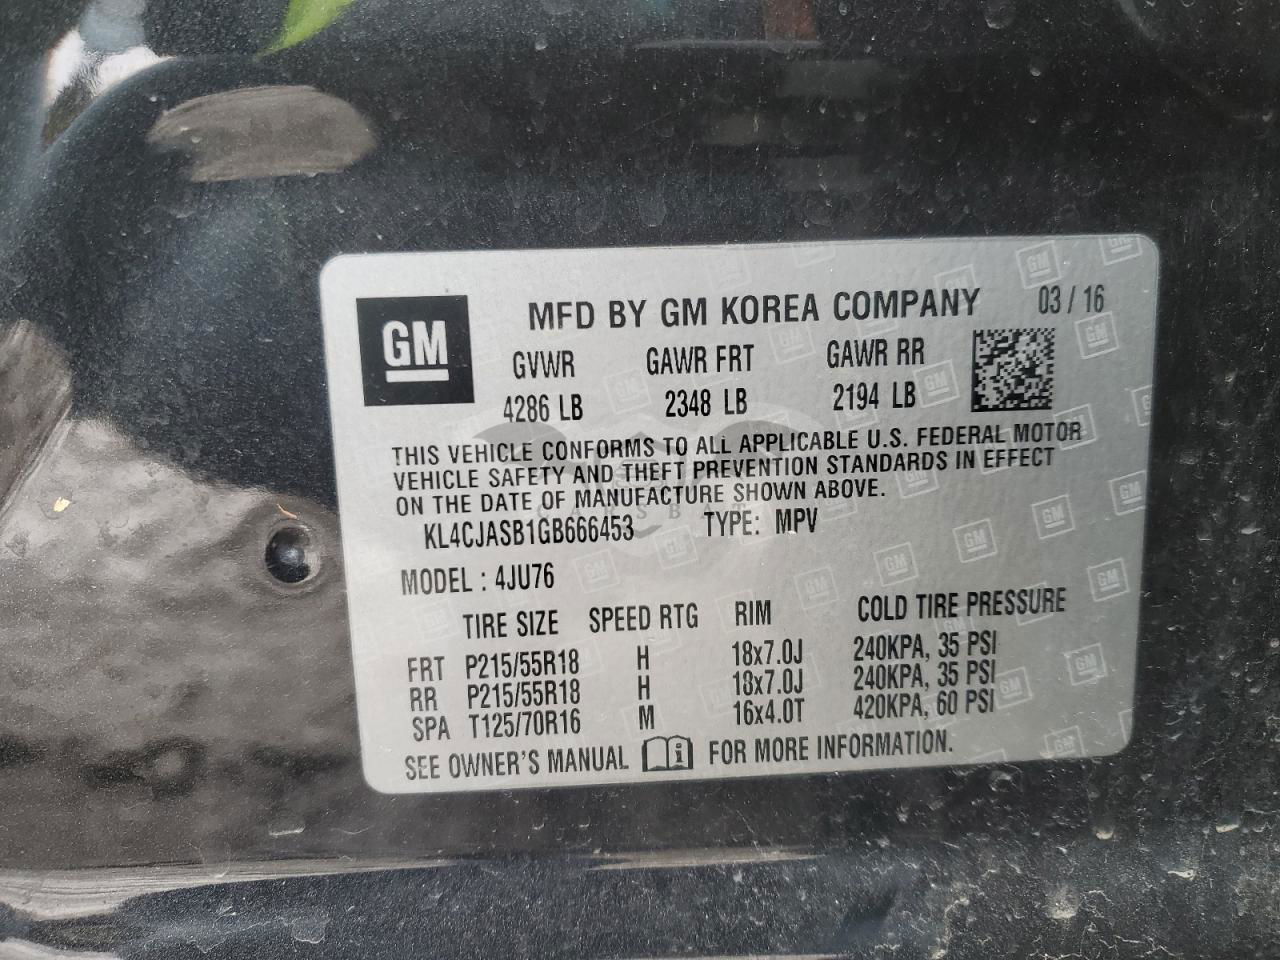 GM
MFD BY GM KOREA COMPANY 03 / 16
GVWR GAWR FRT GAWR RR
4286 LB 2348 LB 2194 LB
THIS VEHICLE CONFORMS TO ALL APPLICABLE U.S. FEDERAL MOTOR
VEHICLE SAFETY AND THEFT PREVENTION STANDARDS IN EFFECT
ON THE DATE OF MANUFACTURE SHOWN ABOVE.
KL4CJASB1GB666453 TYPE: MPV
MODEL : 4JU76
TIRE SIZE SPEED RTG RIM COLD TIRE PRESSURE
FRT P215/55R18 H 18x7.0J 240KPA, 35 PSI
RR P215/55R18 H 18x7.0J 240KPA, 35 PSI
SPA T125/70R16 M 16x4.0T 420KPA, 60 PSI
SEE OWNER'S MANUAL FOR MORE INFORMATION.